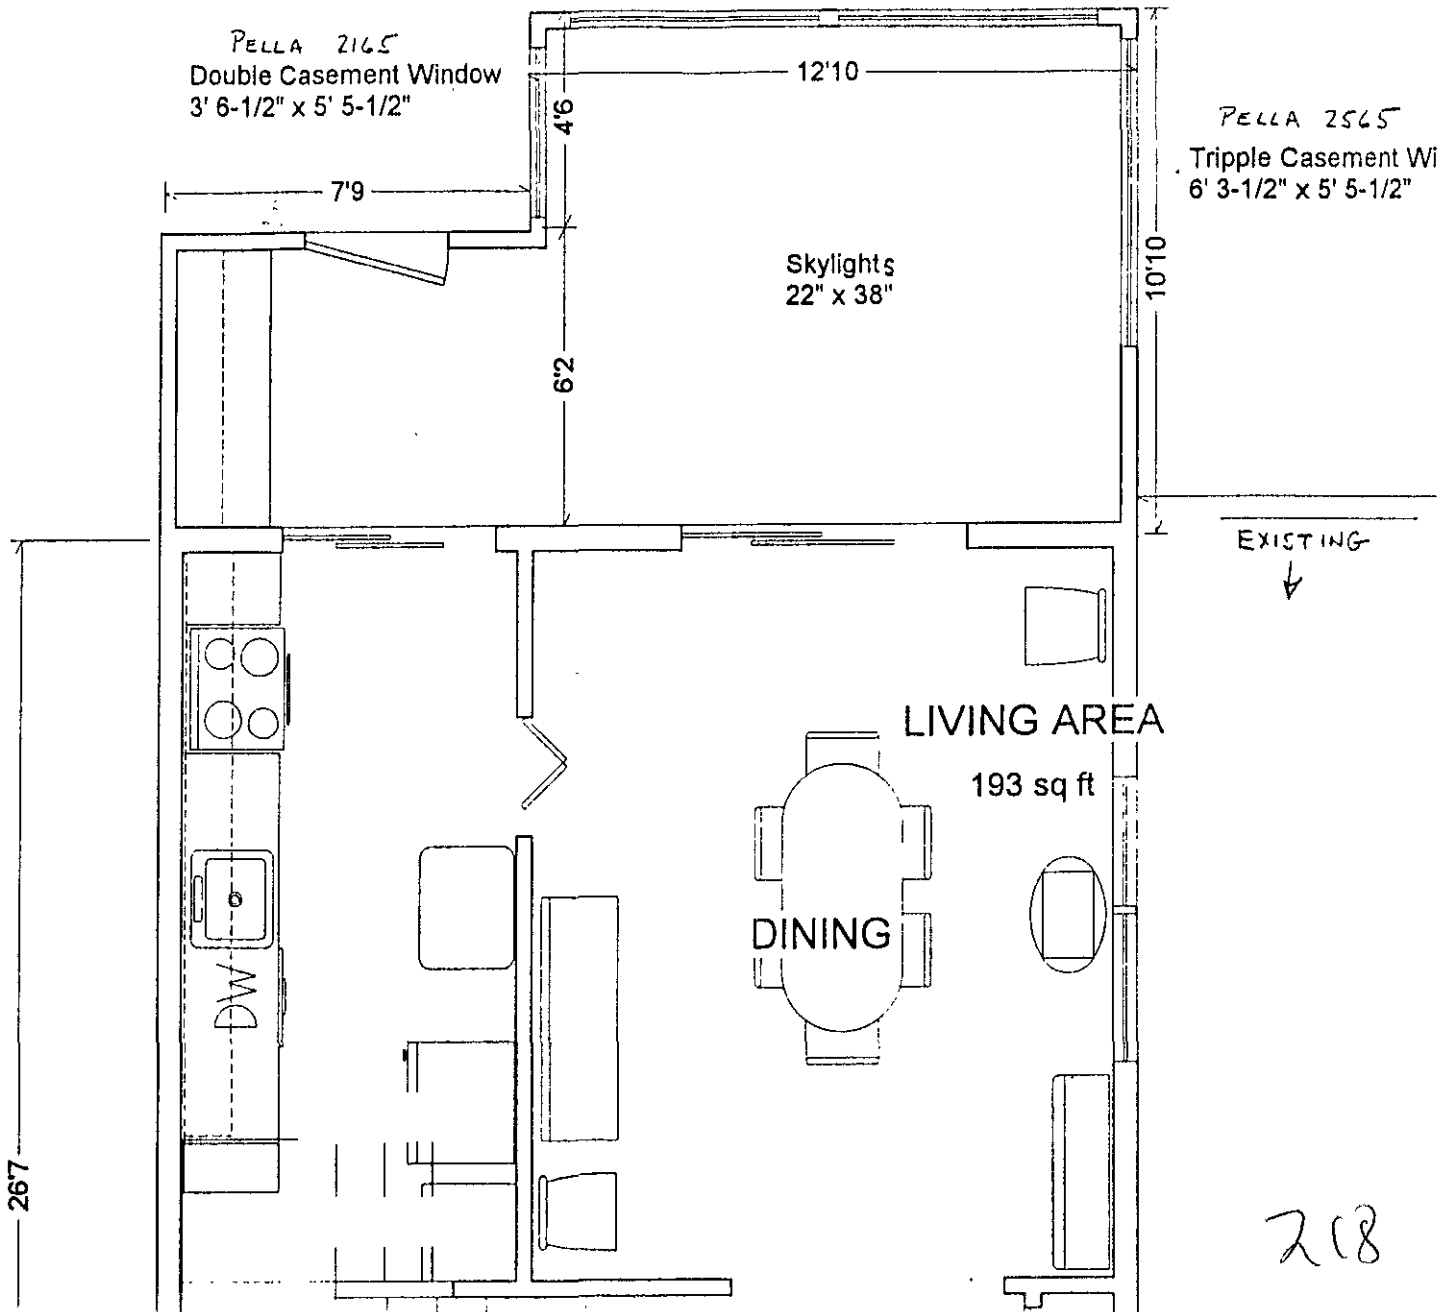 PELLA 2165
Double Casement Window
3' 6-1/2" x 5' 5-1/2"
12'10
4'6
PELLA 2565
Tripple Casement Wi
6' 3-1/2" x 5' 5-1/2"
7'9
Skylights
22" x 38"
10'10
6'2
EXISTING
LIVING AREA
193 sq ft
DINING
DW
26'7
218